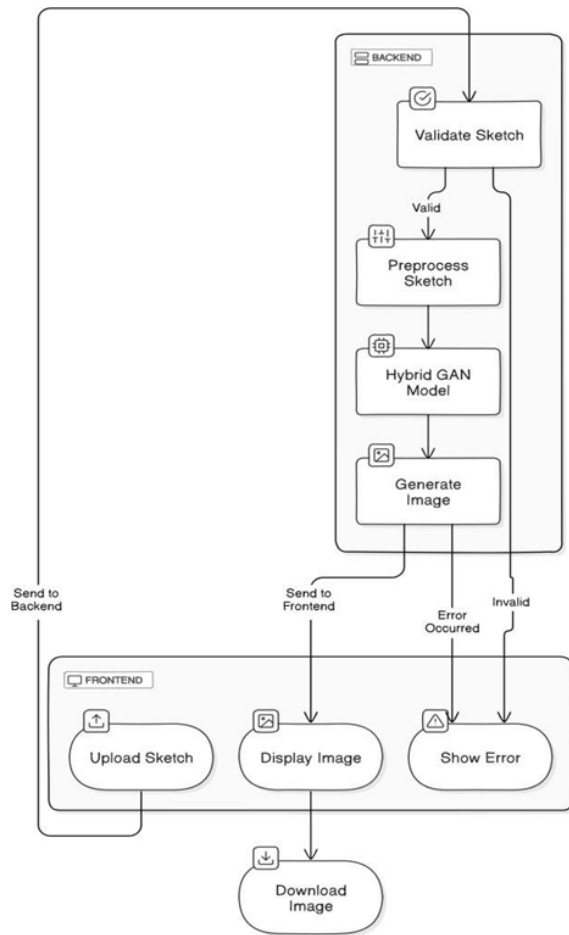 BACKEND
Validate Sketch
Valid
Preprocess
Sketch
Hybrid GAN
Model
Generate
Image
Send to
Backend
Send to
Frontend
Error
Occurred
Invalid
FRONTEND
Upload Sketch
Display Image
Show Error
Download
Image